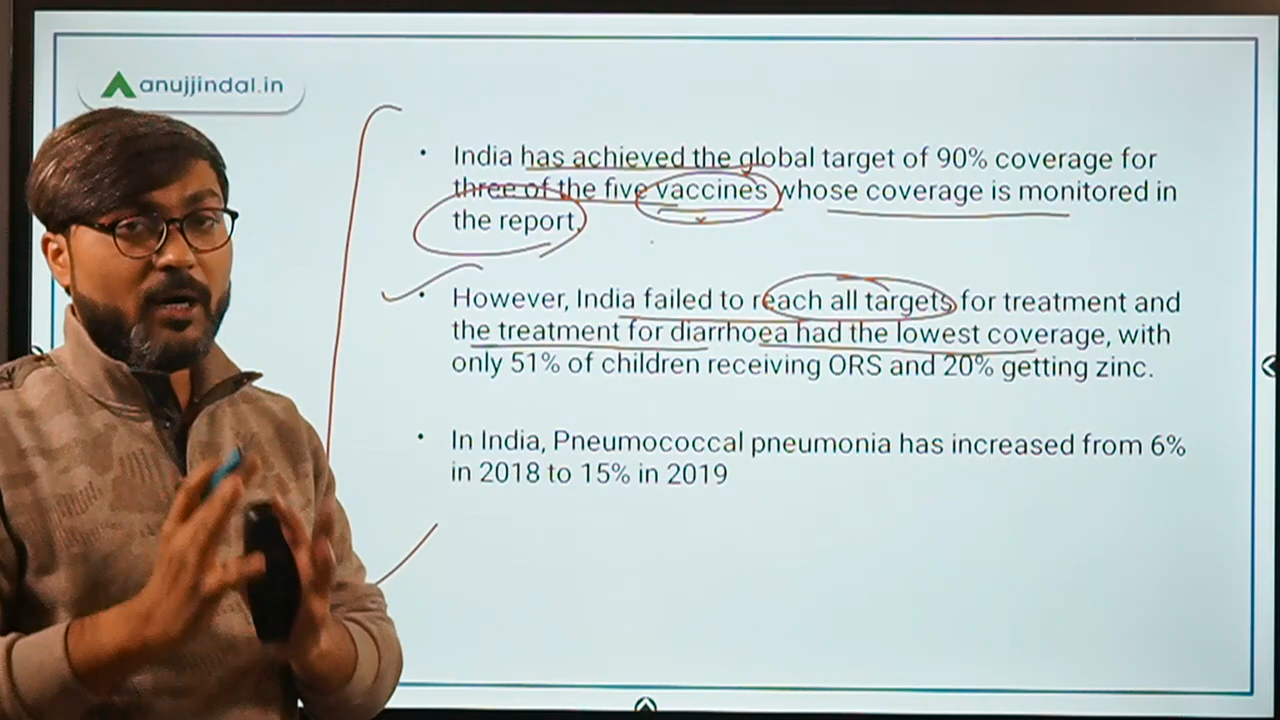 anujjindal.in
• India has achieved the global target of 90% coverage for
three of the five vaccines whose coverage is monitored in
the report.
• However, India failed to reach all targets for treatment and
the treatment for diarrhoea had the lowest coverage, with
only 51% of children receiving ORS and 20% getting zinc.
• In India, Pneumococcal pneumonia has increased from 6%
in 2018 to 15% in 2019